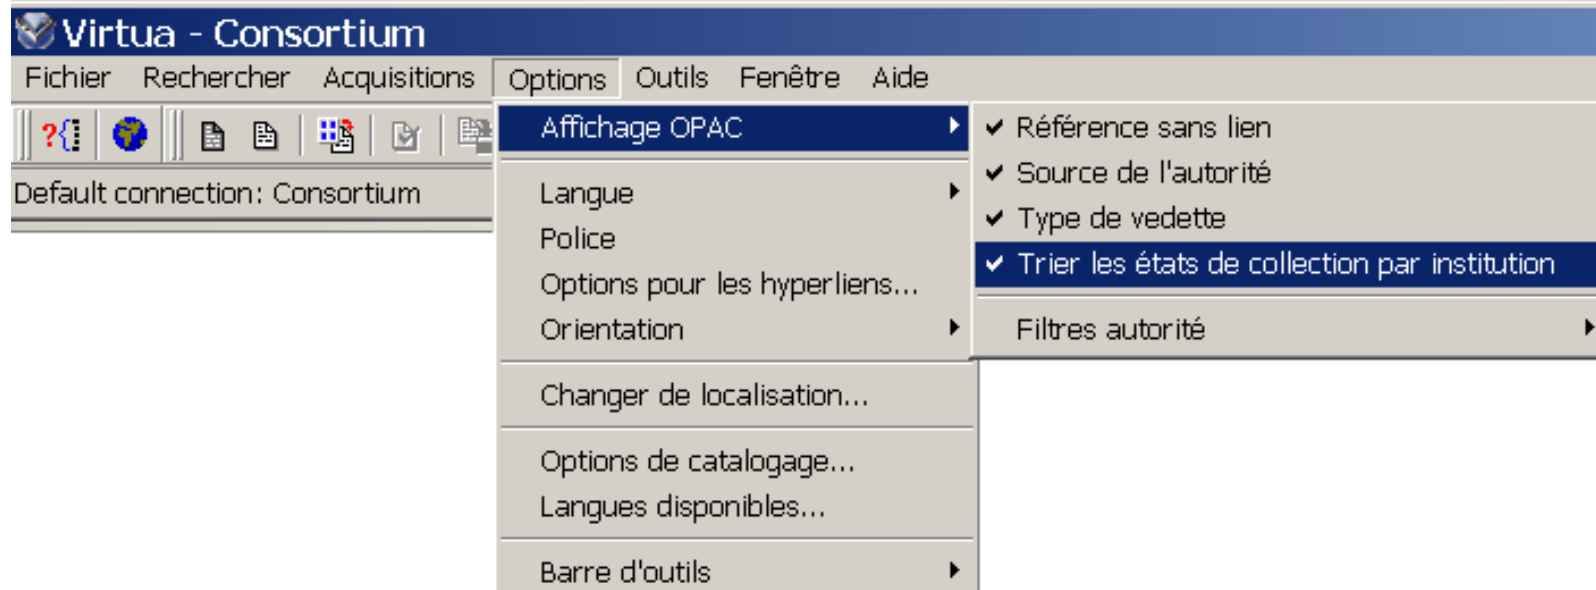 Virtua - Consortium
Fichier Rechercher Acquisitions Options Outils Fenêtre Aide
Default connection: Consortium
Affichage OPAC
Langue
Police
Options pour les hyperliens...
Orientation
Changer de localisation...
Options de catalogage...
Langues disponibles...
Barre d'outils
Référence sans lien
Source de l'autorité
Type de vedette
Trier les états de collection par institution
Filtres autorité